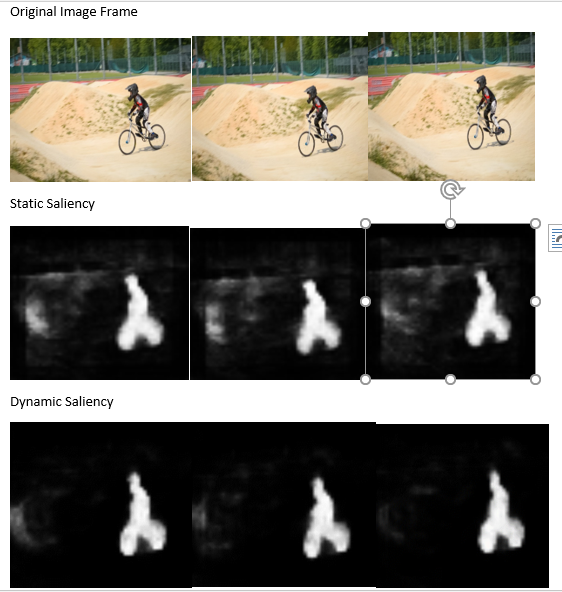 Original Image Frame
Static Saliency
Dynamic Saliency